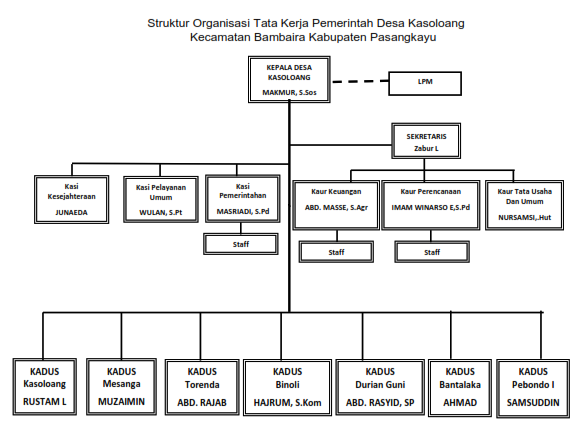 Struktur Organisasi Tata Kerja Pemerintah Desa Kasoloang
Kecamatan Bambaira Kabupaten Pasangkayu
KEPALA DESA
KASOLOANG
MAKMUR, S.Sos
LPM
SEKRETARIS
Zabur L
Kasi
Kesejahteraan
JUNAEDA
Kasi Pelayanan
Umum
WULAN, S.Pt
Kasi
Pemerintahan
MASRIADI, S.Pd
Staff
Kaur Keuangan
ABD. MASSE, S.Agr
Staff
Kaur Perencanaan
IMAM WINARSO E,S.Pd
Staff
Kaur Tata Usaha
Dan Umum
NURSAMSI,.Hut
KADUS
Kasoloang
RUSTAM L
KADUS
Mesanga
MUZAIMIN
KADUS
Torenda
ABD. RAJAB
KADUS
Binoli
HAJRUM, S.Kom
KADUS
Durian Guni
ABD. RASYID, SP
KADUS
Bantalaka
AHMAD
KADUS
Pebondo I
SAMSUDDIN